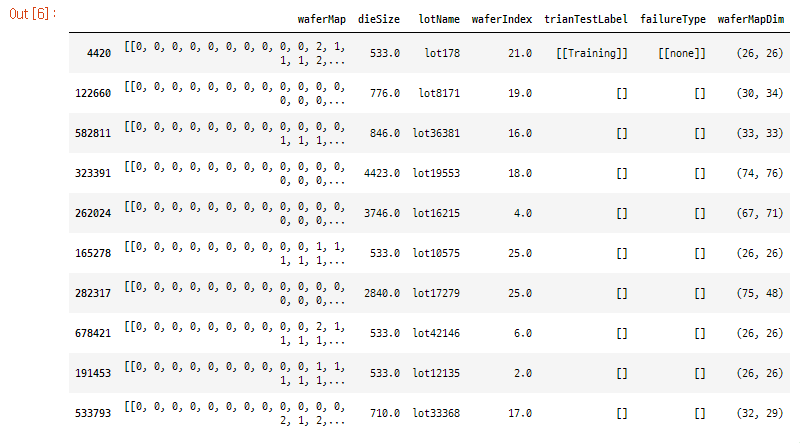 Out [6]:
waferMap dieSize lotName waferIndex trianTestLabel failureType waferMapDim
4420 [[0, 0, 0, 0, 0, 0, 0, 0, 0, 0, 2, 1, 1, 1, 2,... 533.0 lot178 21.0 [[Training]] [[none]] (26, 26)
122660 [[0, 0, 0, 0, 0, 0, 0, 0, 0, 0, 0, 0, 0, 0, 0,... 776.0 lot8171 19.0 [] [] (30, 34)
582811 [[0, 0, 0, 0, 0, 0, 0, 0, 0, 0, 0, 0, 1, 1, 1,... 846.0 lot36381 16.0 [] [] (33, 33)
323391 [[0, 0, 0, 0, 0, 0, 0, 0, 0, 0, 0, 0, 0, 0, 0,... 4423.0 lot19553 18.0 [] [] (74, 76)
262024 [[0, 0, 0, 0, 0, 0, 0, 0, 0, 0, 0, 0, 0, 0, 0,... 3746.0 lot16215 4.0 [] [] (67, 71)
165278 [[0, 0, 0, 0, 0, 0, 0, 0, 0, 0, 1, 1, 1, 1, 1,... 533.0 lot10575 25.0 [] [] (26, 26)
282317 [[0, 0, 0, 0, 0, 0, 0, 0, 0, 0, 0, 0, 0, 0, 0,... 2840.0 lot17279 25.0 [] [] (75, 48)
678421 [[0, 0, 0, 0, 0, 0, 0, 0, 0, 0, 2, 1, 1, 1, 1,... 533.0 lot42146 6.0 [] [] (26, 26)
191453 [[0, 0, 0, 0, 0, 0, 0, 0, 0, 0, 1, 1, 1, 1, 1,... 533.0 lot12135 2.0 [] [] (26, 26)
533793 [[0, 0, 0, 0, 0, 0, 0, 0, 0, 0, 0, 0, 2, 1, 2,... 710.0 lot33368 17.0 [] [] (32, 29)